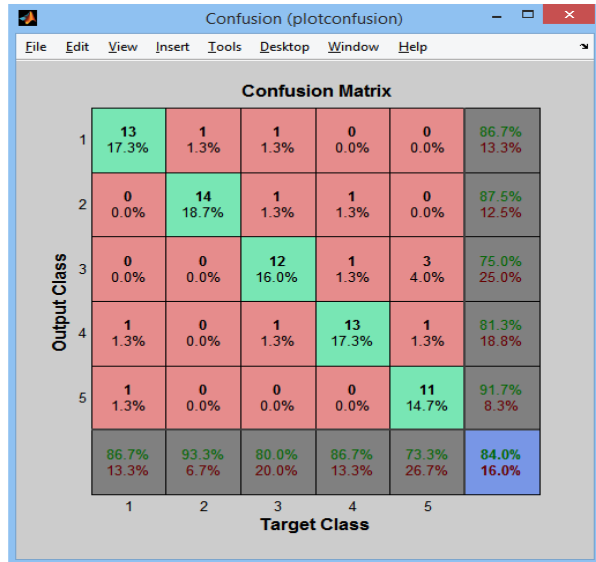 Confusion (plotconfusion)
File Edit View Insert Tools Desktop Window Help
Confusion Matrix
Output Class
1 13 1 1 0 0 86.7%
17.3% 1.3% 1.3% 0.0% 0.0% 13.3%
2 0 14 1 1 0 87.5%
0.0% 18.7% 1.3% 1.3% 0.0% 12.5%
3 0 0 12 1 3 75.0%
0.0% 0.0% 16.0% 1.3% 4.0% 25.0%
4 1 0 1 13 1 81.3%
1.3% 0.0% 1.3% 17.3% 1.3% 18.8%
5 1 0 0 0 11 91.7%
1.3% 0.0% 0.0% 0.0% 14.7% 8.3%
86.7% 93.3% 80.0% 86.7% 73.3% 84.0%
13.3% 6.7% 20.0% 13.3% 26.7% 16.0%
1 2 3 4 5
Target Class